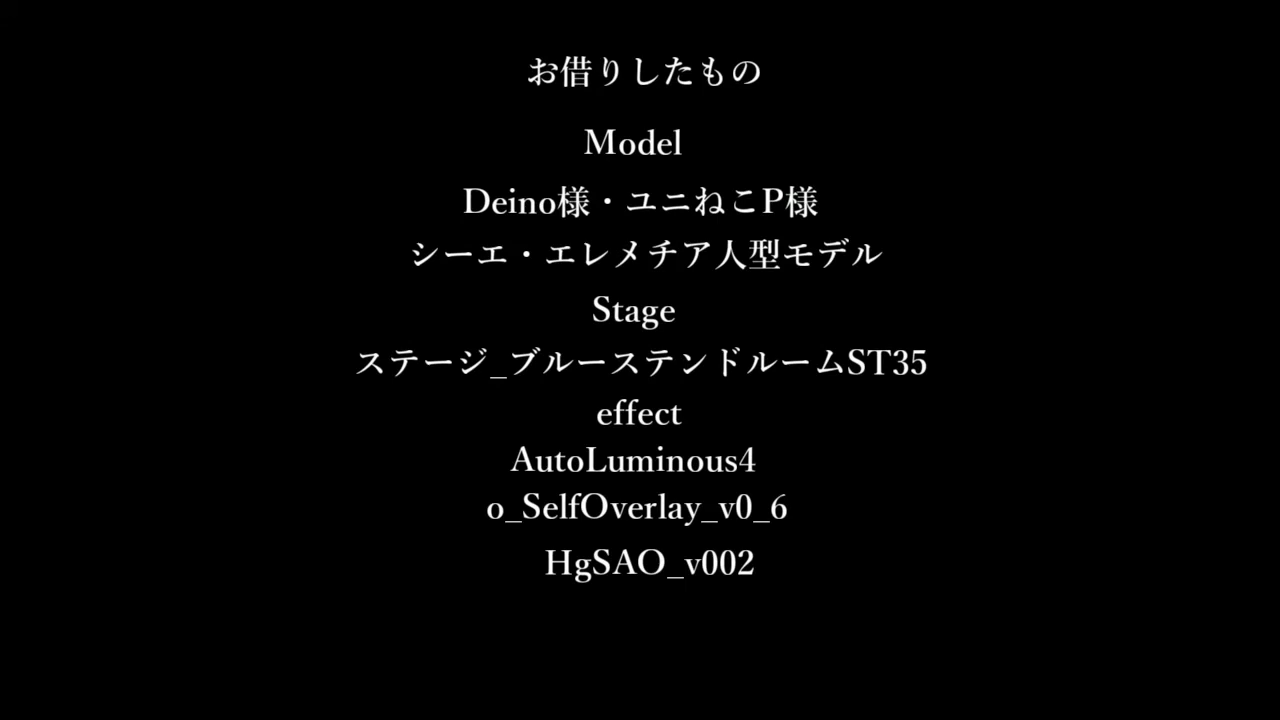 お借りしたもの
Model
Deino様・ユニねこP様
シーエ・エレメチア人型モデル
Stage
ステージ_ブルーステンドルームST35
effect
AutoLuminous4
o_SelfOverlay_v0_6
HgSAO_v002